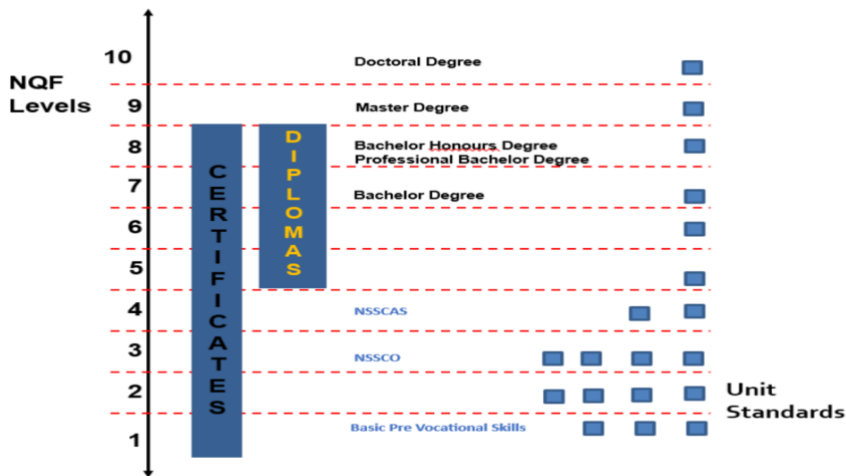 10
Doctoral Degree
NQF
Levels
9
Master Degree
8
Bachelor Honours Degree
Professional Bachelor Degree
7
Bachelor Degree
6
5
4
NSSCAS
3
NSSCO
2
Unit
Standards
1
Basic Pre Vocational Skills
CERTIFICATES
DIPLOMAS